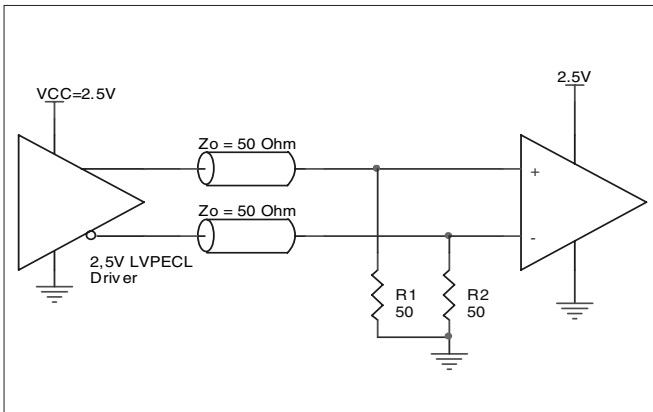 2.5V
VCC=2.5V
Zo = 50 Ohm
+
Zo = 50 Ohm
-
2,5V LVPECL
Driver
R1
50
R2
50